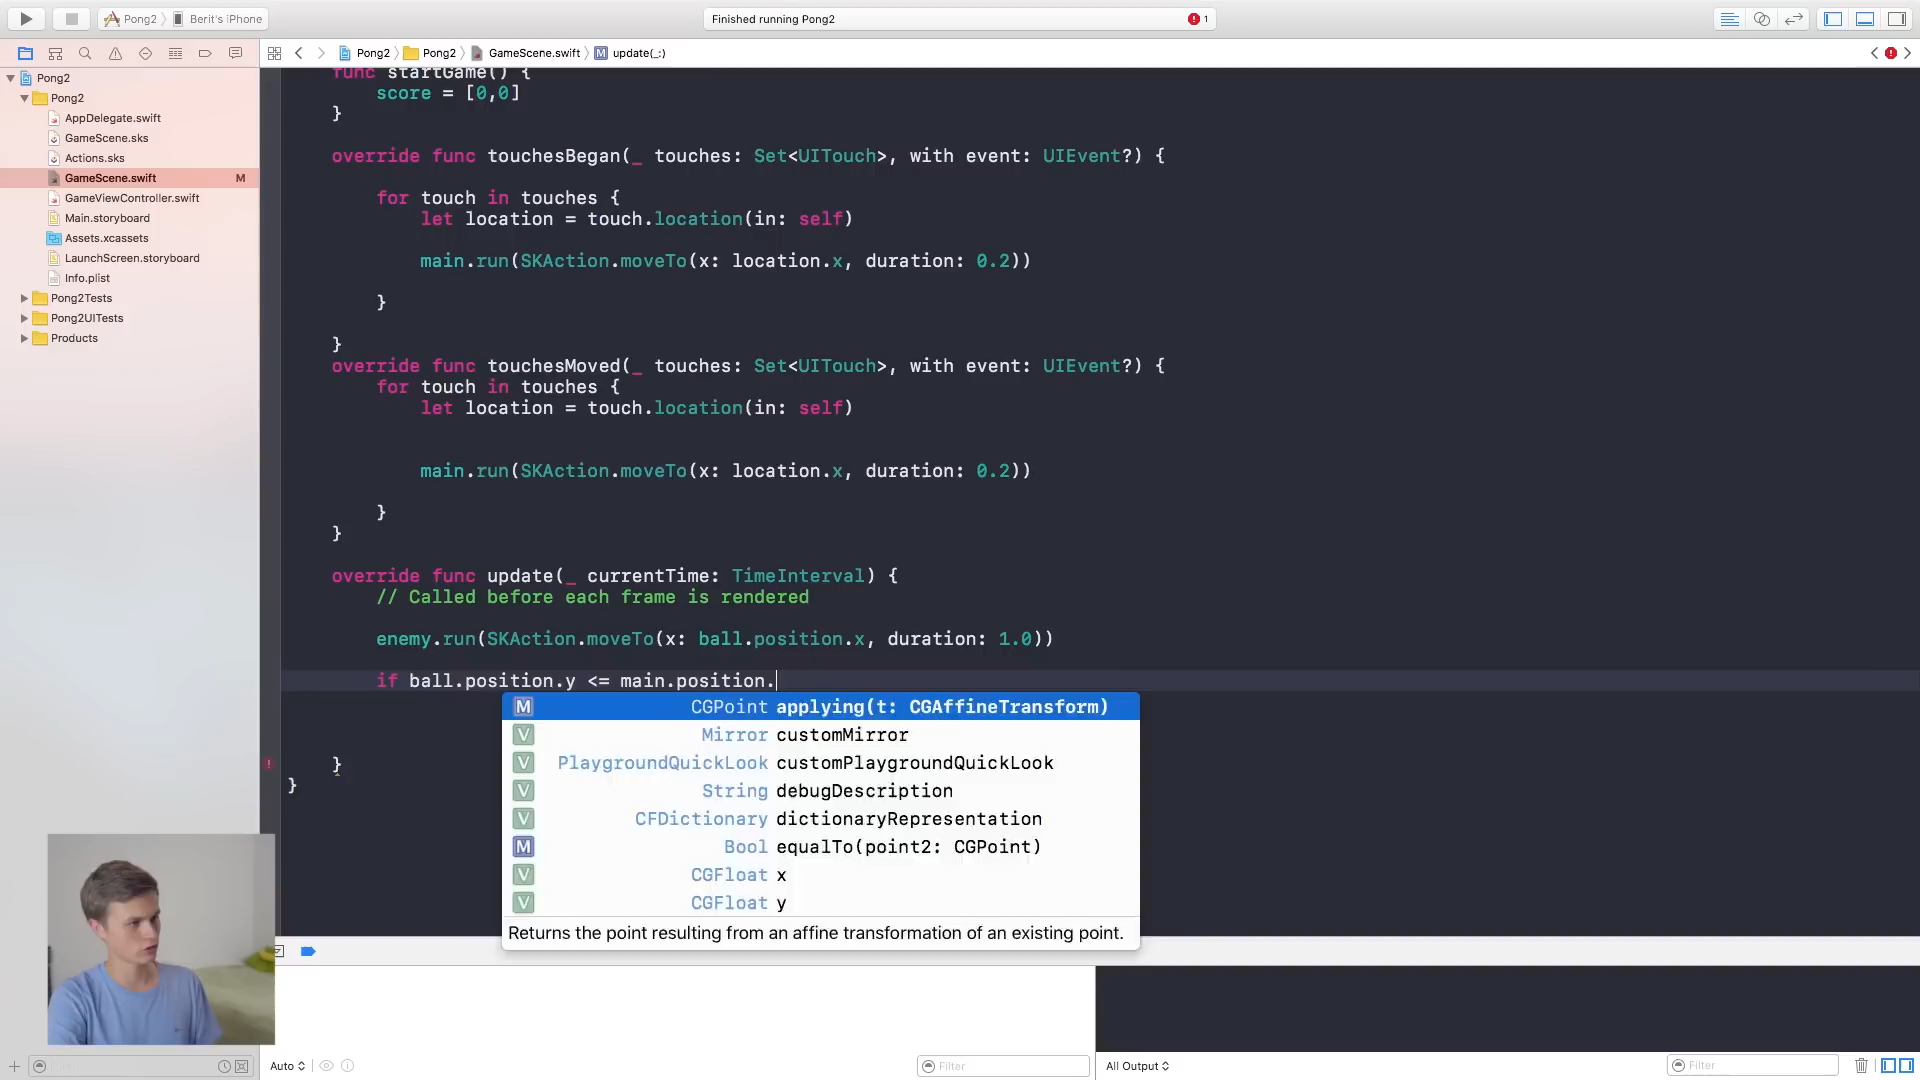 Pong2 〉 Berit's iPhone
Finished running Pong2
1
Pong2 〉 Pong2 〉 GameScene.swift 〉 M update(_:)
Pong2
Pong2
AppDelegate.swift
GameScene.sks
Actions.sks
GameScene.swift M
GameViewController.swift
Main.storyboard
Assets.xcassets
LaunchScreen.storyboard
Info.plist
Pong2Tests
Pong2UITests
Products
func startGame() {
score = [0,0]
}
override func touchesBegan(_ touches: Set<UITouch>, with event: UIEvent?) {
for touch in touches {
let location = touch.location(in: self)
main.run(SKAction.moveTo(x: location.x, duration: 0.2))
}
}
override func touchesMoved(_ touches: Set<UITouch>, with event: UIEvent?) {
for touch in touches {
let location = touch.location(in: self)
main.run(SKAction.moveTo(x: location.x, duration: 0.2))
}
}
override func update(_ currentTime: TimeInterval) {
// Called before each frame is rendered
enemy.run(SKAction.moveTo(x: ball.position.x, duration: 1.0))
if ball.position.y <= main.position.
M CGPoint applying(t: CGAffineTransform)
V Mirror customMirror
V PlaygroundQuickLook customPlaygroundQuickLook
V String debugDescription
V CFDictionary dictionaryRepresentation
M Bool equalTo(point2: CGPoint)
V CGFloat x
V CGFloat y
Returns the point resulting from an affine transformation of an existing point.
}
}
Auto
Filter
All Output
Filter